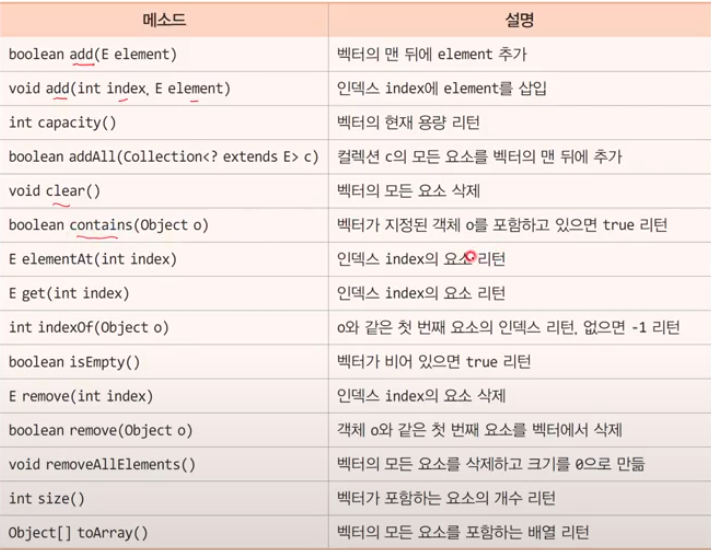 메소드 설명
boolean add(E element) 벡터의 맨 뒤에 element 추가
void add(int index, E element) 인덱스 index에 element를 삽입
int capacity() 벡터의 현재 용량 리턴
boolean addAll(Collection<? extends E> c) 컬렉션 c의 모든 요소를 벡터의 맨 뒤에 추가
void clear() 벡터의 모든 요소 삭제
boolean contains(Object o) 벡터가 지정된 객체 o를 포함하고 있으면 true 리턴
E elementAt(int index) 인덱스 index의 요소 리턴
E get(int index) 인덱스 index의 요소 리턴
int indexOf(Object o) o와 같은 첫 번째 요소의 인덱스 리턴, 없으면 -1 리턴
boolean isEmpty() 벡터가 비어 있으면 true 리턴
E remove(int index) 인덱스 index의 요소 삭제
boolean remove(Object o) 객체 o와 같은 첫 번째 요소를 벡터에서 삭제
void removeAllElements() 벡터의 모든 요소를 삭제하고 크기를 0으로 만듦
int size() 벡터가 포함하는 요소의 개수 리턴
Object[] toArray() 벡터의 모든 요소를 포함하는 배열 리턴